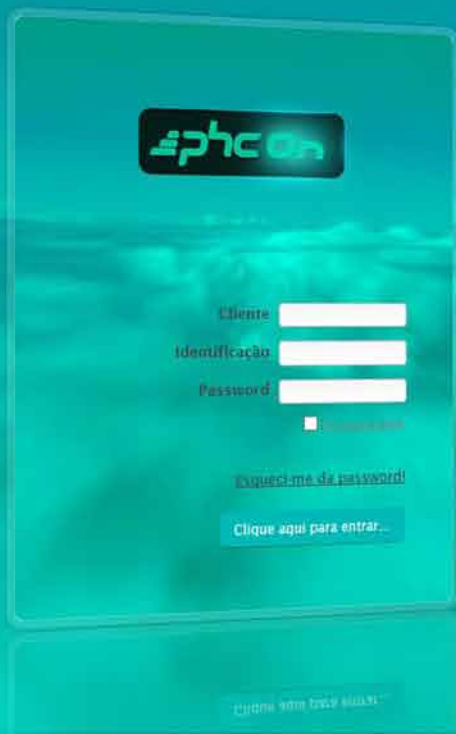 phc On
Cliente
Identificação
Password
Esqueci-me da password!
Clique aqui para entrar...